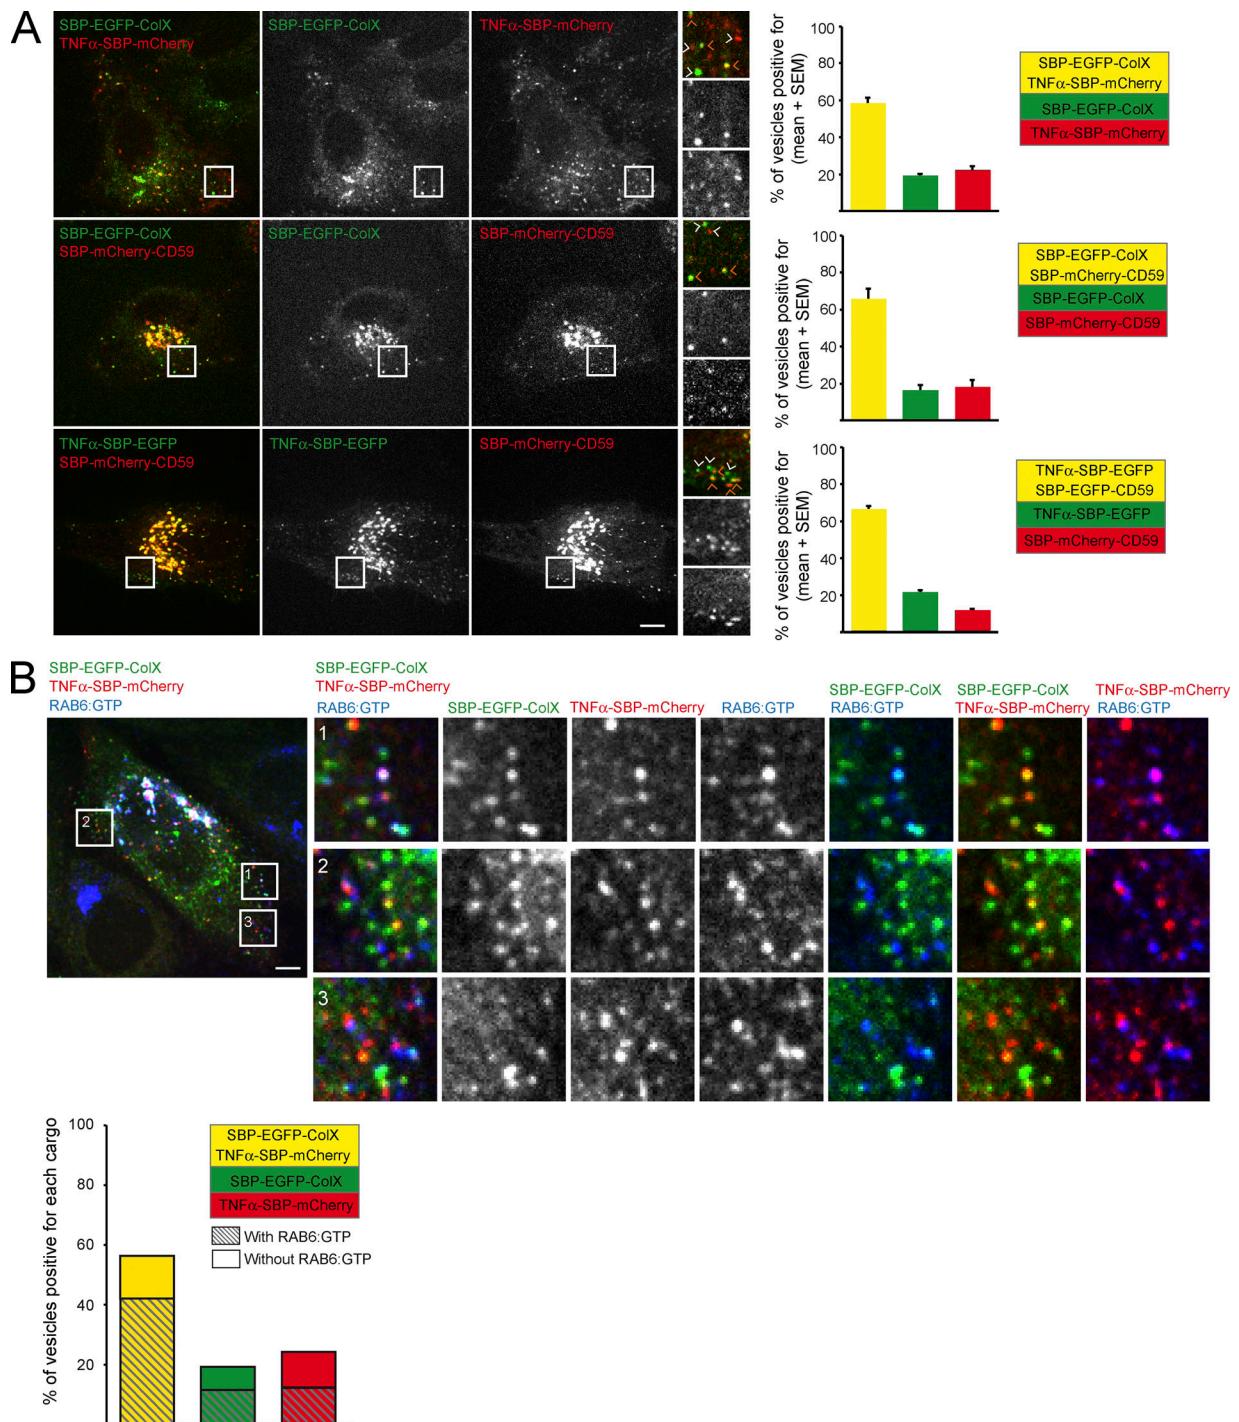 A
SBP-EGFP-ColX
TNFα-SBP-mCherry
SBP-EGFP-ColX
TNFα-SBP-mCherry
% of vesicles positive for
(mean + SEM)
100
80
60
40
20
SBP-EGFP-ColX
TNFα-SBP-mCherry
SBP-EGFP-ColX
TNFα-SBP-mCherry
SBP-EGFP-ColX
SBP-mCherry-CD59
SBP-EGFP-ColX
SBP-mCherry-CD59
% of vesicles positive for
(mean + SEM)
100
80
60
40
20
SBP-EGFP-ColX
SBP-mCherry-CD59
SBP-EGFP-ColX
SBP-mCherry-CD59
TNFα-SBP-EGFP
SBP-mCherry-CD59
TNFα-SBP-EGFP
SBP-mCherry-CD59
% of vesicles positive for
(mean + SEM)
100
80
60
40
20
TNFα-SBP-EGFP
SBP-EGFP-CD59
TNFα-SBP-EGFP
SBP-mCherry-CD59
B
SBP-EGFP-ColX
TNFα-SBP-mCherry
RAB6:GTP
2
1
3
SBP-EGFP-ColX
TNFα-SBP-mCherry
RAB6:GTP
SBP-EGFP-ColX
TNFα-SBP-mCherry
RAB6:GTP
SBP-EGFP-ColX
RAB6:GTP
SBP-EGFP-ColX
TNFα-SBP-mCherry
TNFα-SBP-mCherry
RAB6:GTP
1
2
3
% of vesicles positive for each cargo
100
80
60
40
20
SBP-EGFP-ColX
TNFα-SBP-mCherry
SBP-EGFP-ColX
TNFα-SBP-mCherry
With RAB6:GTP
Without RAB6:GTP